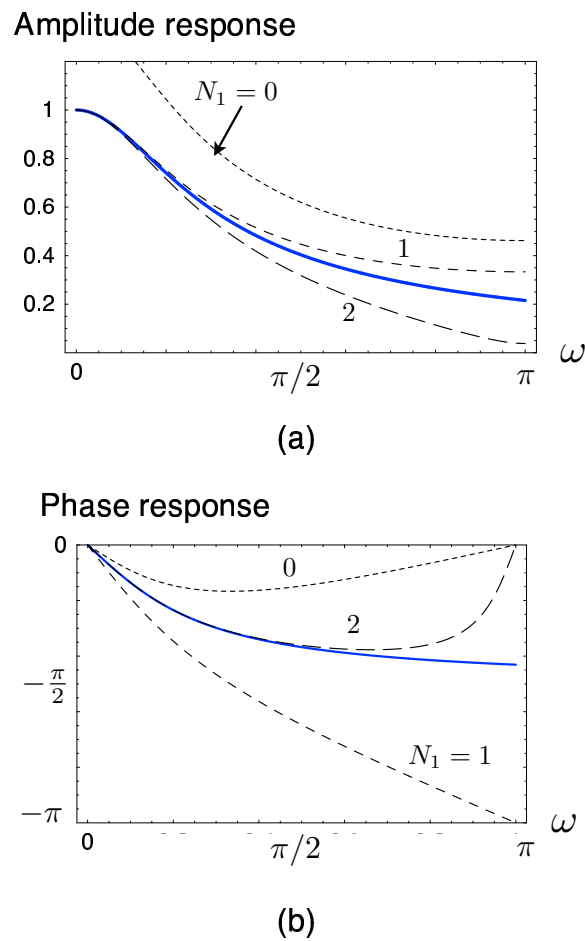 Amplitude response
N₁ = 0
1
0.8
0.6
0.4
0.2
1
2
0
π/2
π
ω
(a)
Phase response
0
0
2
−π/2
N₁ = 1
−π
0
π/2
π
ω
(b)